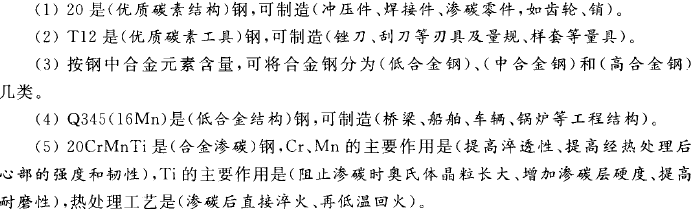 (1) 20 是(优质碳素结构)钢,可制造(冲压件、焊接件、渗碳零件,如齿轮、销)。
(2) T12 是(优质碳素工具)钢,可制造(锉刀、刮刀等刃具及量规、样套等量具)。
(3) 按钢中合金元素含量,可将合金钢分为(低合金钢)、(中合金钢)和(高合金钢)
几类。
(4) Q345(16Mn)是(低合金结构)钢,可制造(桥梁、船舶、车辆、锅炉等工程结构)。
(5) 20CrMnTi 是(合金渗碳)钢,Cr、Mn 的主要作用是(提高淬透性、提高经热处理后
心部的强度和韧性),Ti 的主要作用是(阻止渗碳时奥氏体晶粒长大、增加渗碳层硬度、提高
耐磨性),热处理工艺是(渗碳后直接淬火、再低温回火)。